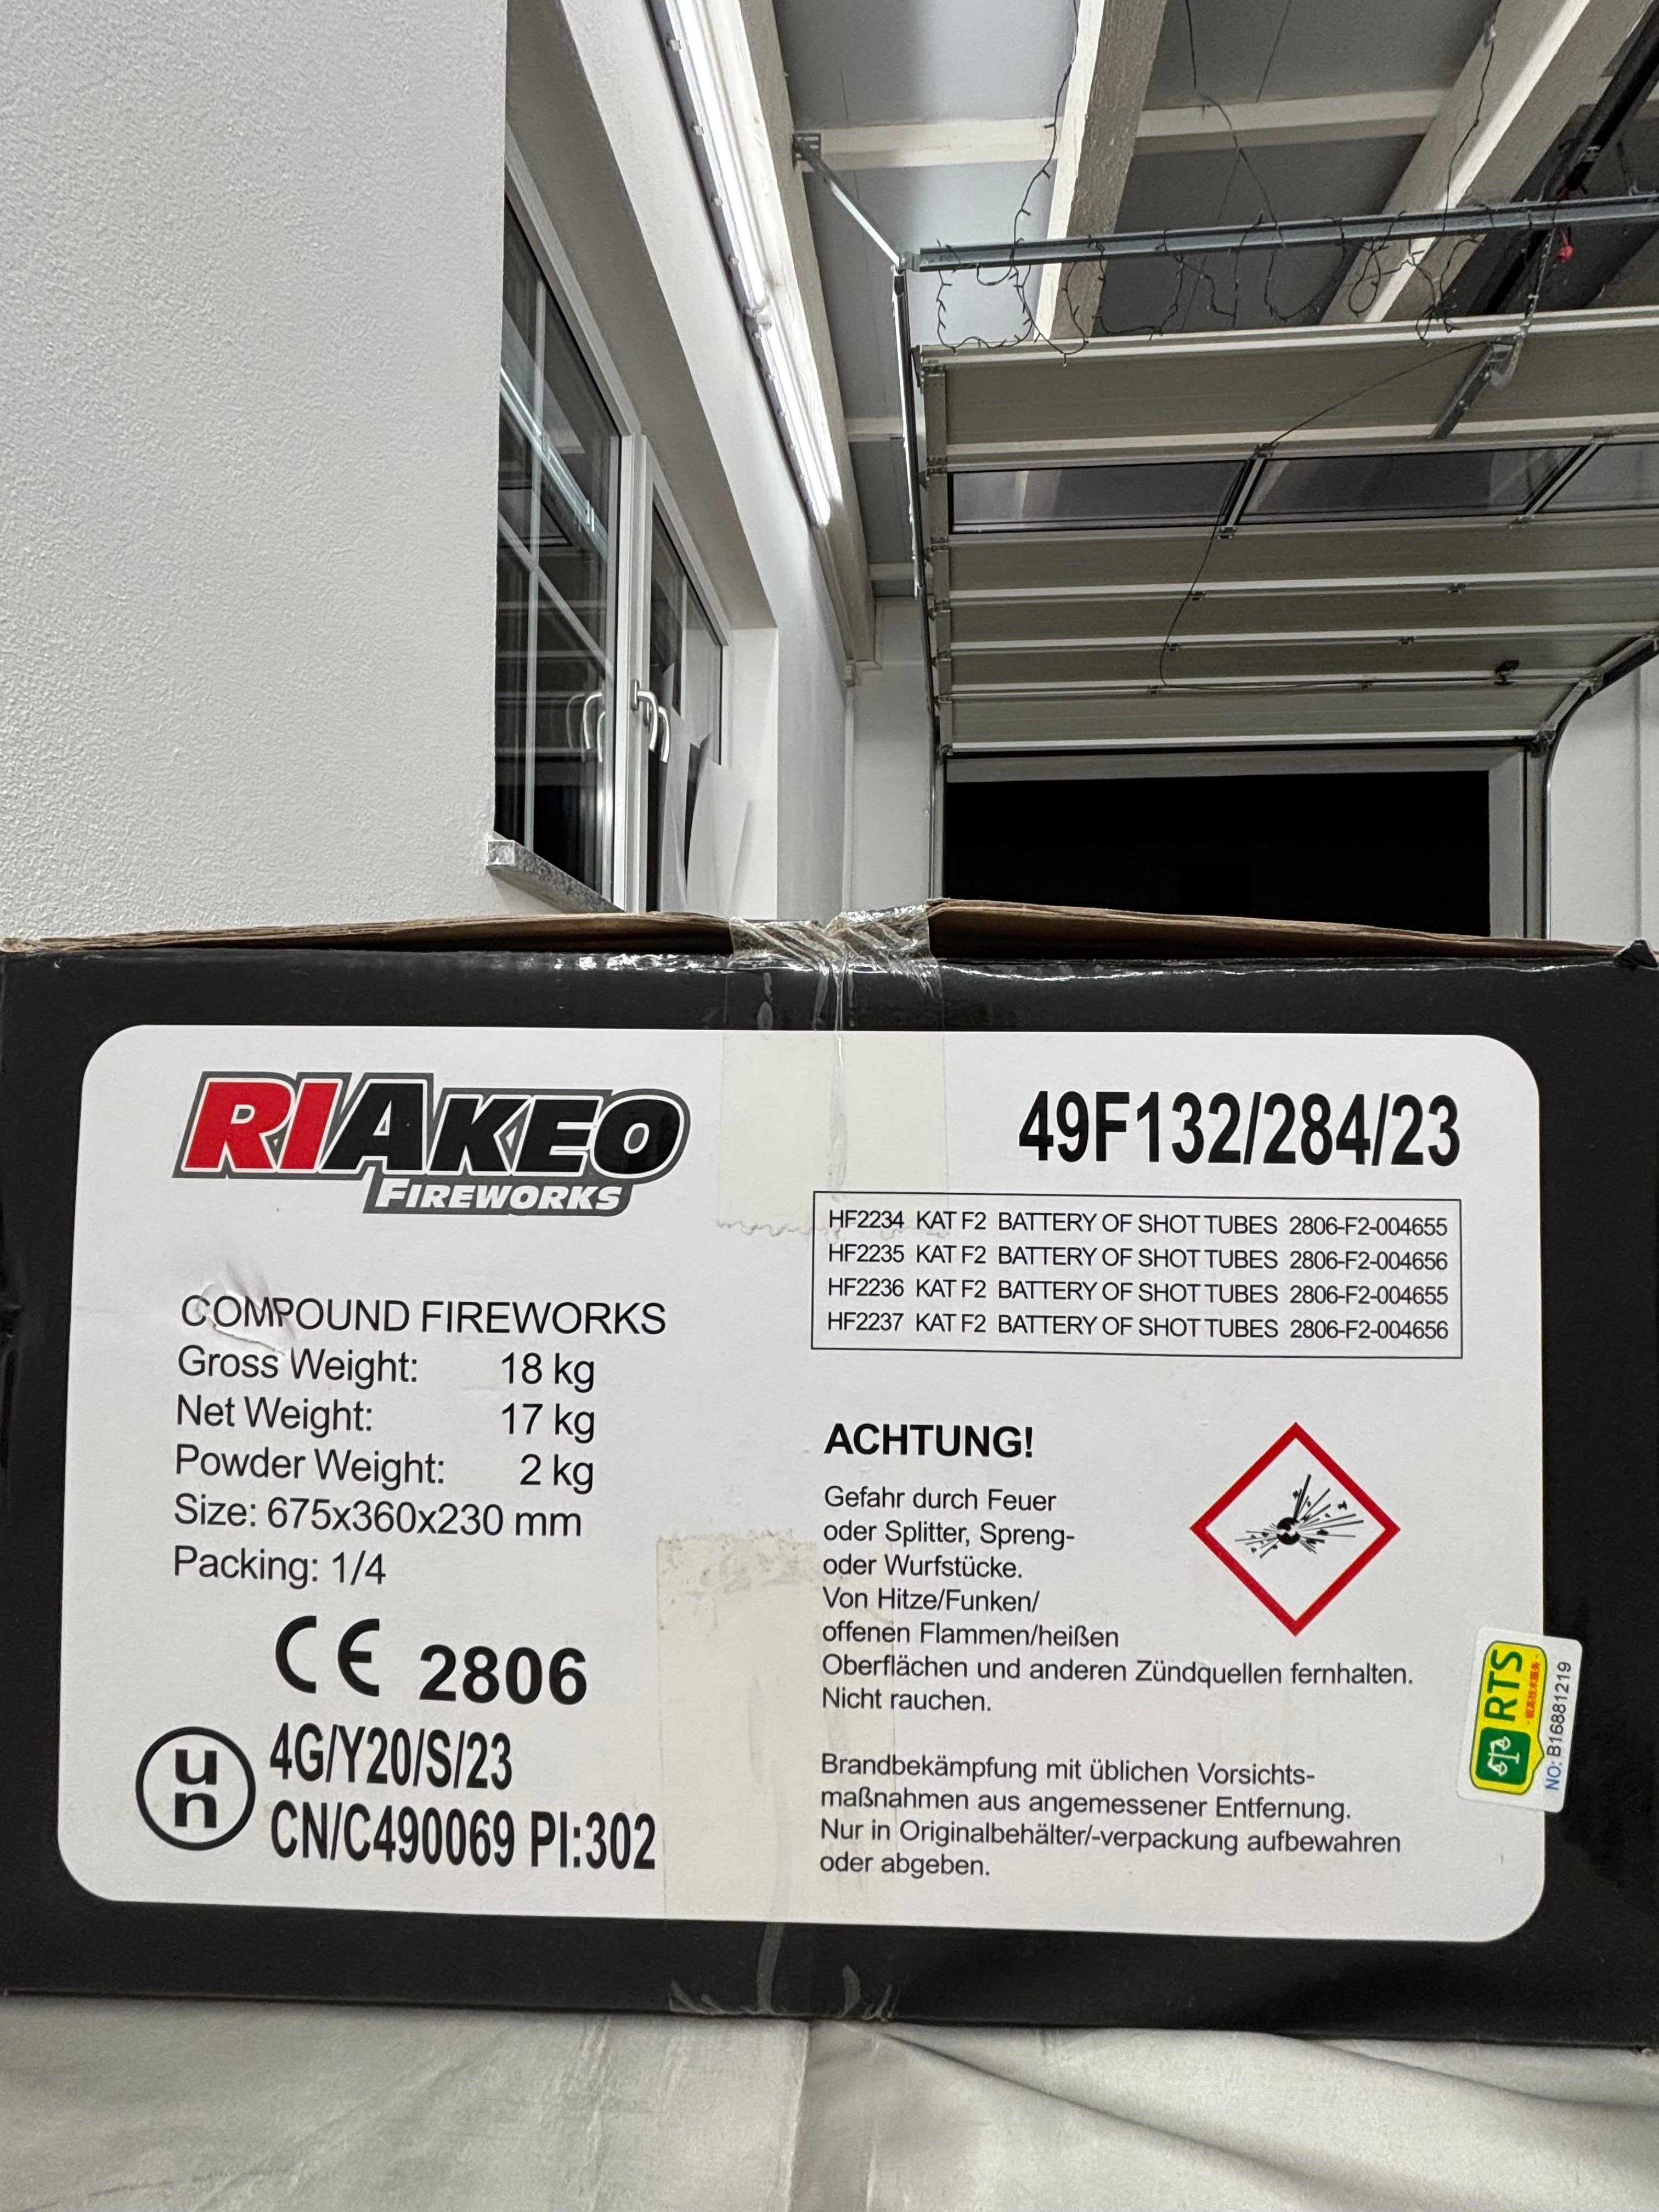 RIAKEO
FIREWORKS
49F132/284/23
HF2234 KAT F2 BATTERY OF SHOT TUBES 2806-F2-004655
HF2235 KAT F2 BATTERY OF SHOT TUBES 2806-F2-004656
HF2236 KAT F2 BATTERY OF SHOT TUBES 2806-F2-004655
HF2237 KAT F2 BATTERY OF SHOT TUBES 2806-F2-004656
COMPOUND FIREWORKS
Gross Weight: 18 kg
Net Weight: 17 kg
Powder Weight: 2 kg
Size: 675x360x230 mm
Packing: 1/4
CE 2806
un
4G/Y20/S/23
CN/C490069 PI:302
ACHTUNG!
Gefahr durch Feuer
oder Splitter, Spreng-
oder Wurfstücke.
Von Hitze/Funken/
offenen Flammen/heißen
Oberflächen und anderen Zündquellen fernhalten.
Nicht rauchen.
Brandbekämpfung mit üblichen Vorsichts-
maßnahmen aus angemessener Entfernung.
Nur in Originalbehälter/-verpackung aufbewahren
oder abgeben.
RTS
NO: B16881219